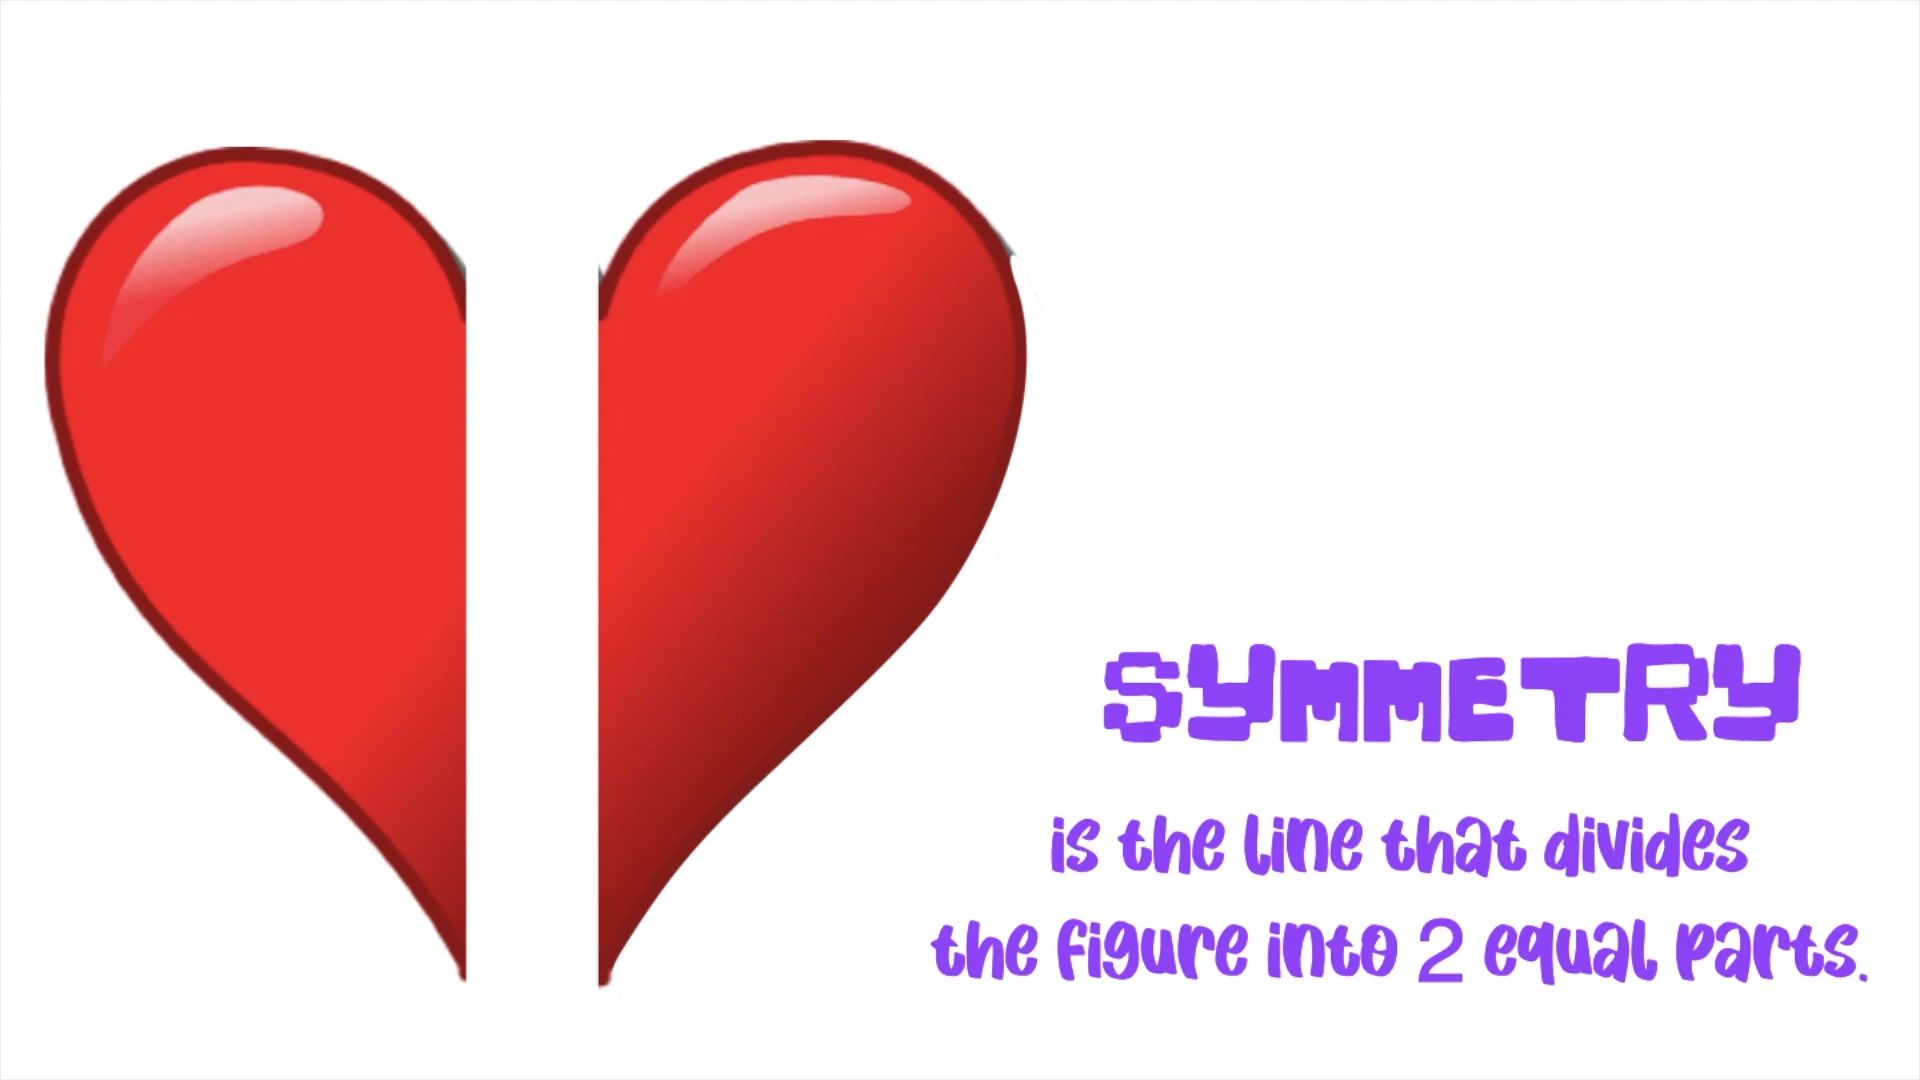 SYMMETRY
is the line that divides
the figure into 2 equal parts.